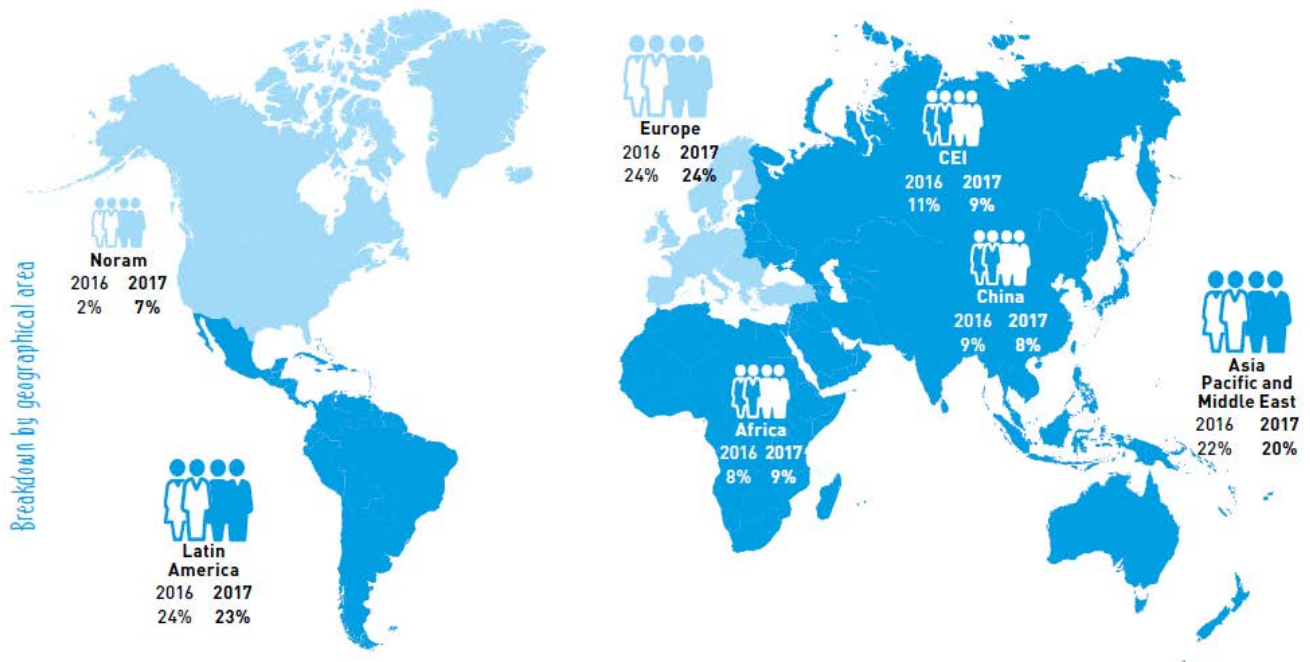 Breakdown by geographical area
Noram
2016 2017
2% 7%
Latin
America
2016 2017
24% 23%
Europe
2016 2017
24% 24%
CEI
2016 2017
11% 9%
China
2016 2017
9% 8%
Africa
2016 2017
8% 9%
Asia
Pacific and
Middle East
2016 2017
22% 20%